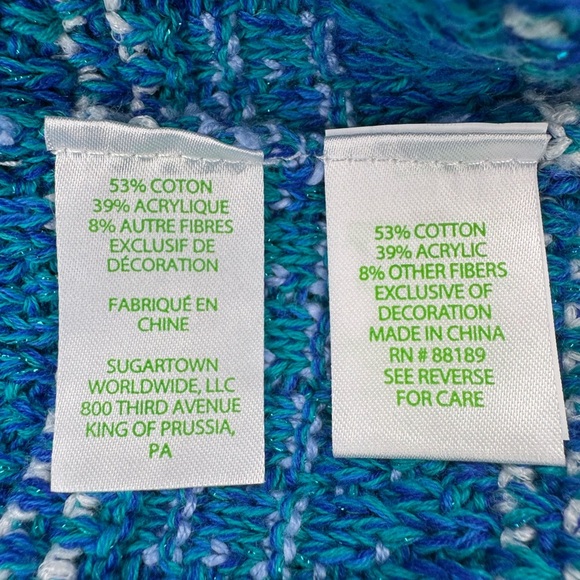 53% COTON
39% ACRYLIQUE
8% AUTRE FIBRES
EXCLUSIF DE
DÉCORATION
FABRIQUÉ EN
CHINE
SUGARTOWN
WORLDWIDE, LLC
800 THIRD AVENUE
KING OF PRUSSIA,
PA
53% COTTON
39% ACRYLIC
8% OTHER FIBERS
EXCLUSIVE OF
DECORATION
MADE IN CHINA
RN # 88189
SEE REVERSE
FOR CARE